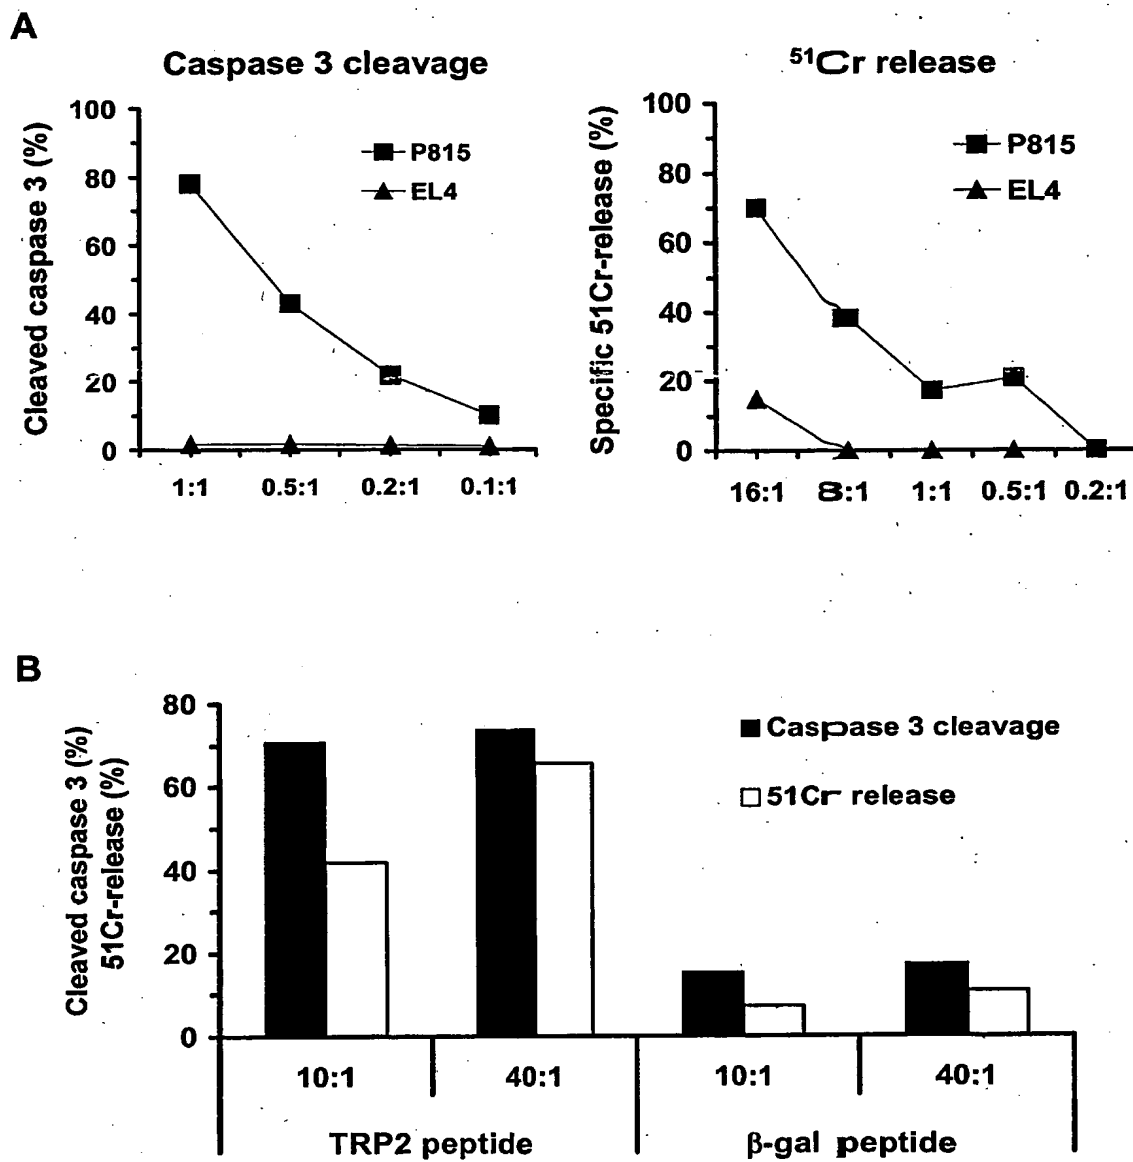 A
Caspase 3 cleavage
Cleaved caspase 3 (%)
100
80
60
40
20
0
P815
EL4
1:1 0.5:1 0.2:1 0.1:1
51Cr release
Specific 51Cr-release (%)
100
80
60
40
20
0
P815
EL4
16:1 8:1 1:1 0.5:1 0.2:1
B
Cleaved caspase 3 (%)
51Cr-release (%)
80
60
40
20
0
Caspase 3 cleavage
51Cr release
10:1 40:1 10:1 40:1
TRP2 peptide β-gal peptide